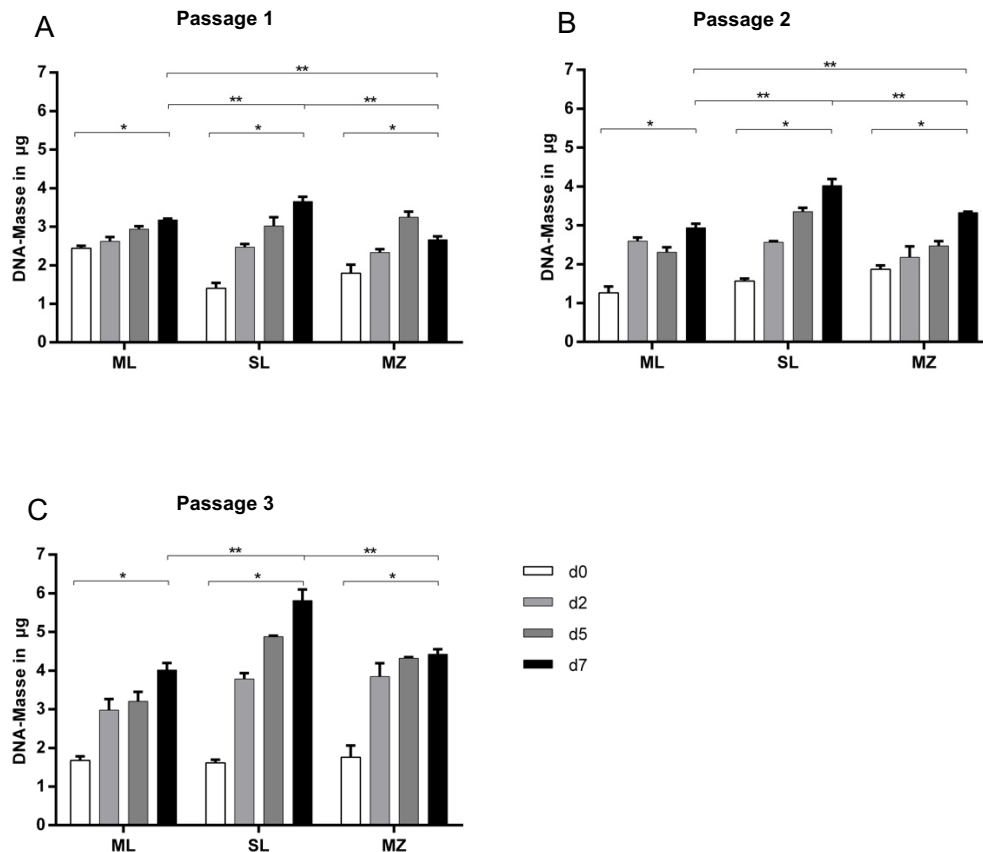 A
Passage 1
DNA-Masse in µg
7
6
5
4
3
2
1
0
**
**
**
*
*
*
ML
SL
MZ
B
Passage 2
DNA-Masse in µg
7
6
5
4
3
2
1
0
**
**
**
*
*
*
ML
SL
MZ
C
Passage 3
DNA-Masse in µg
7
6
5
4
3
2
1
0
**
**
*
*
*
ML
SL
MZ
d0
d2
d5
d7